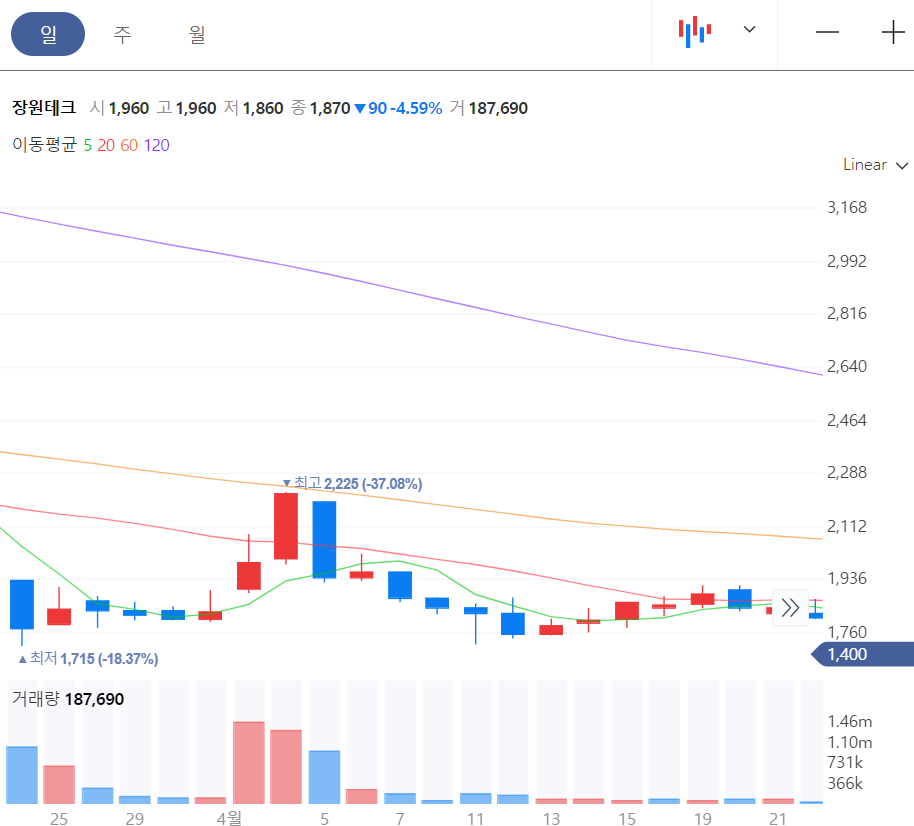 일 주 월
장원테크 시 1,960 고 1,960 저 1,860 종 1,870 ▼90 -4.59% 거 187,690
이동평균 5 20 60 120
Linear
3,168
2,992
2,816
2,640
2,464
2,288
▼최고 2,225 (-37.08%)
2,112
1,936
1,760
1,400
▲최저 1,715 (-18.37%)
거래량 187,690
1.46m
1.10m
731k
366k
25 29 4월 5 7 11 13 15 19 21